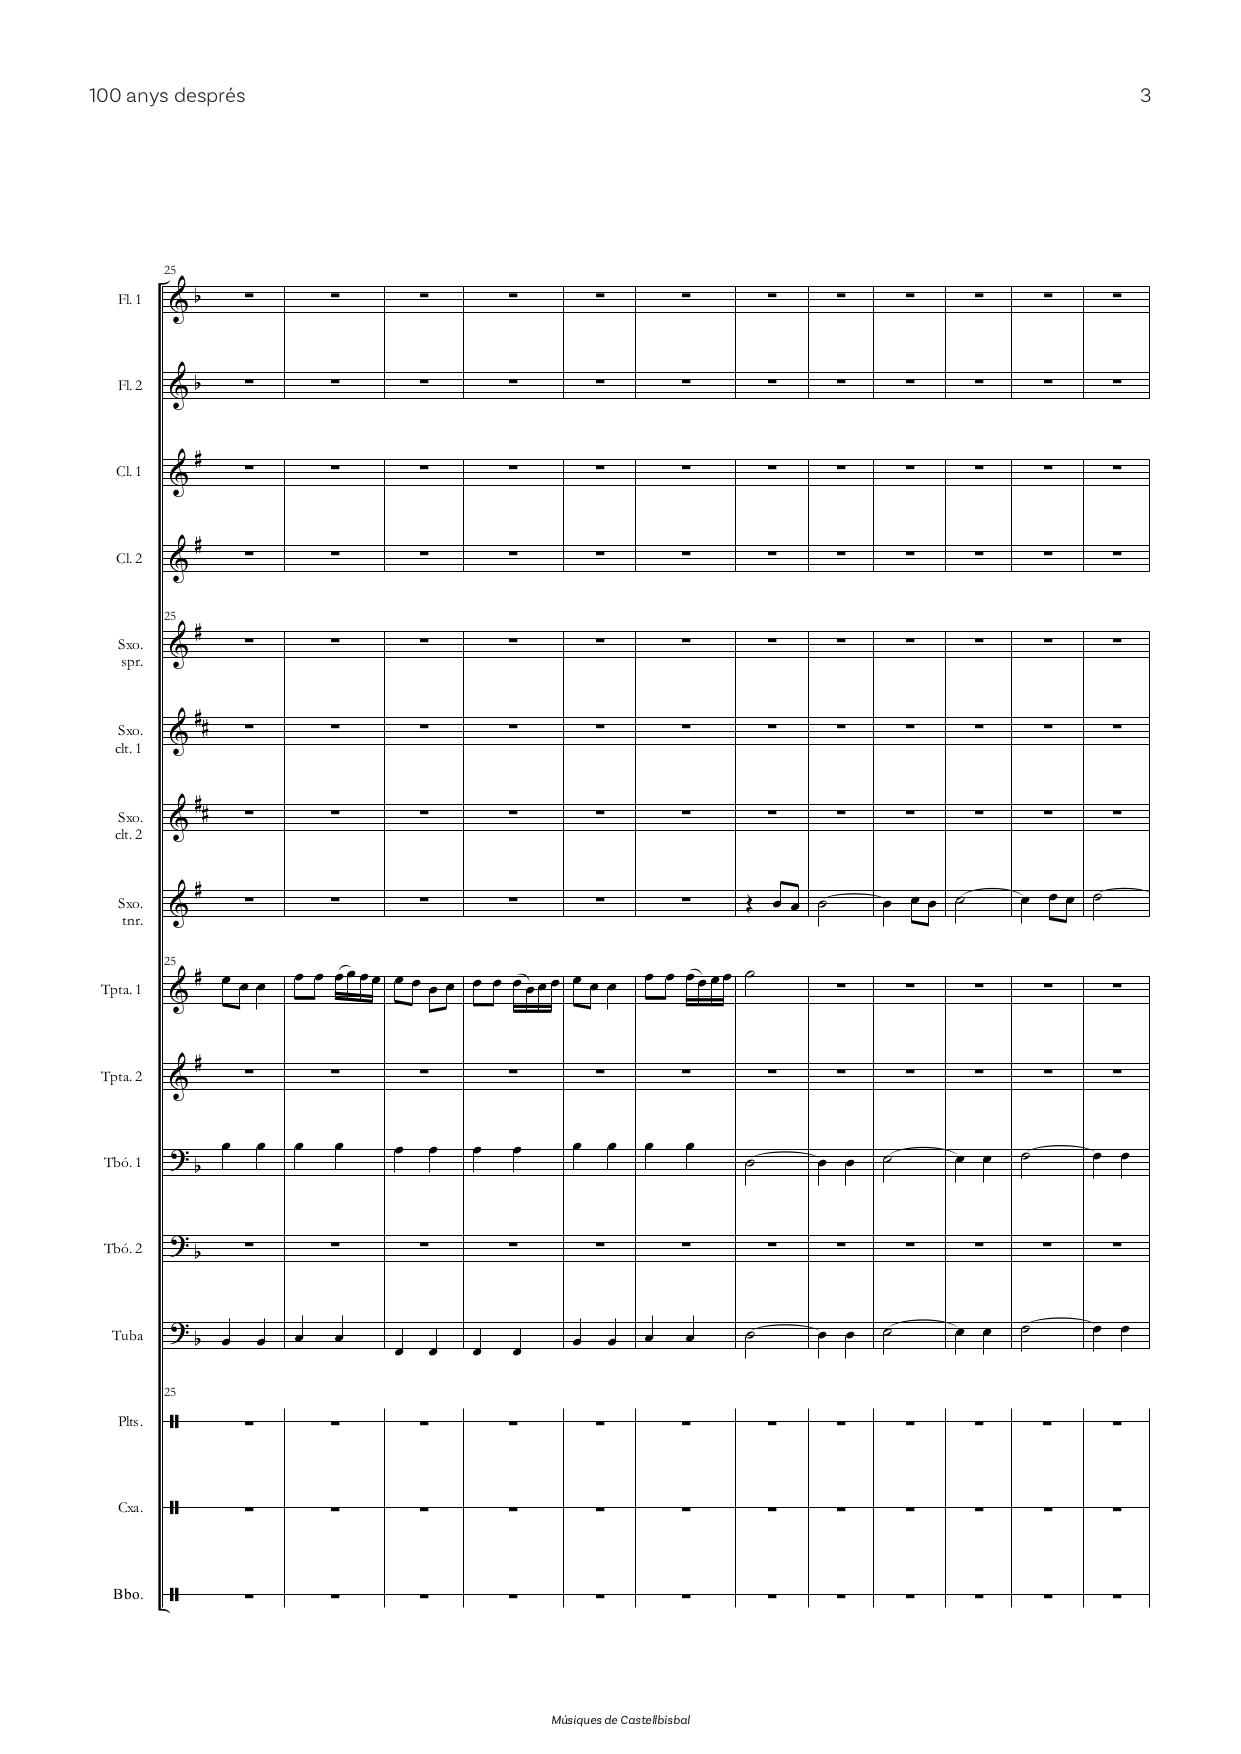 100 anys després
3
25
Fl. 1
Fl. 2
Cl. 1
Cl. 2
25
Sxo.
spr.
Sxo.
clt. 1
Sxo.
clt. 2
Sxo.
tnr.
25
Tpta. 1
Tpta. 2
Tbó. 1
Tbó. 2
Tuba
25
Plts.
Cxa.
Bbo.
Músiques de Castellbisbal